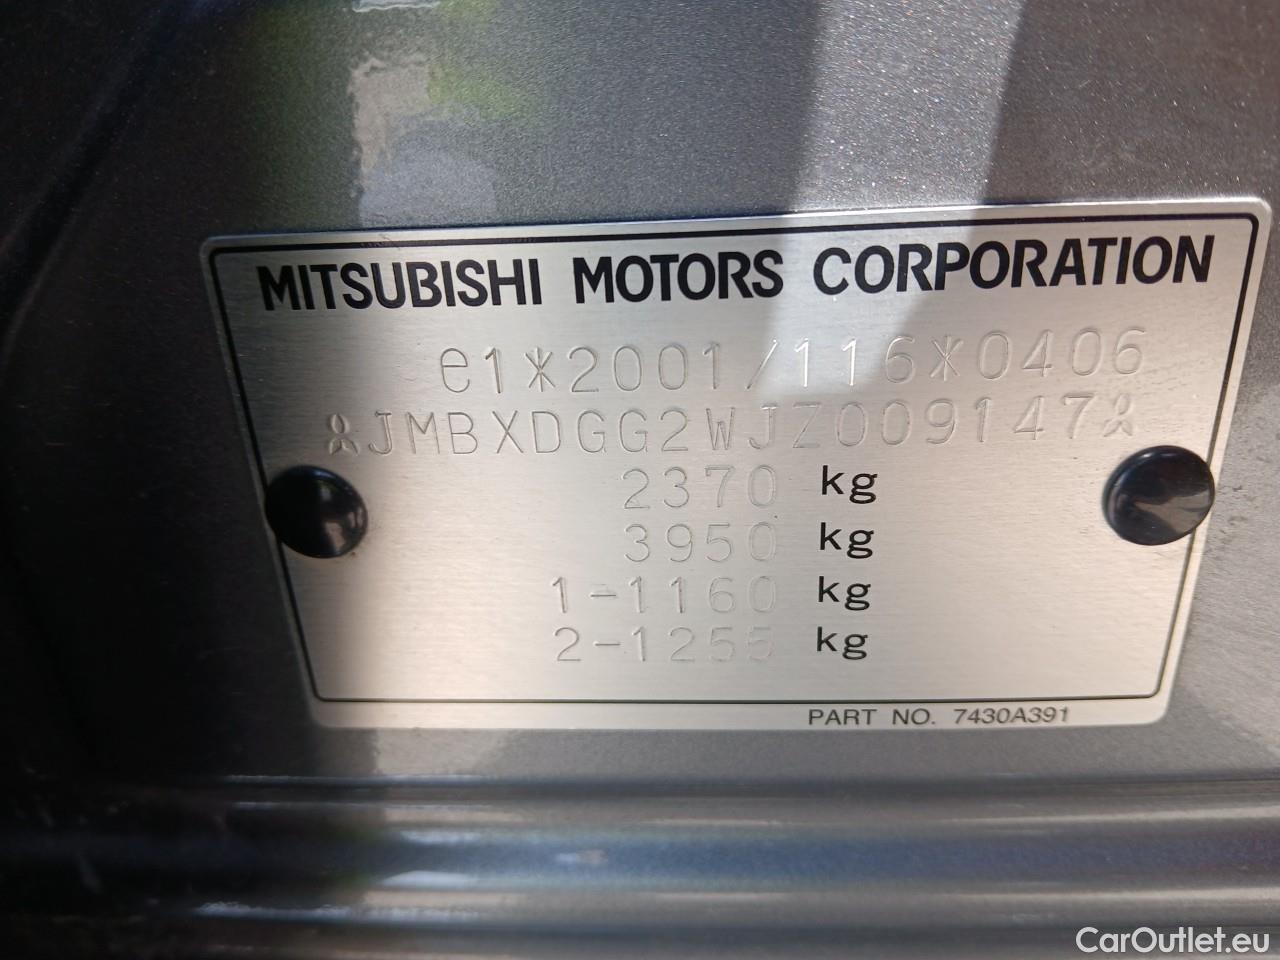 MITSUBISHI MOTORS CORPORATION
e1*2001/116*0406
JMBXDGG2WJZ009147
2370 kg
3950 kg
1-1160 kg
2-1255 kg
PART NO. 7430A391
CarOutlet.eu